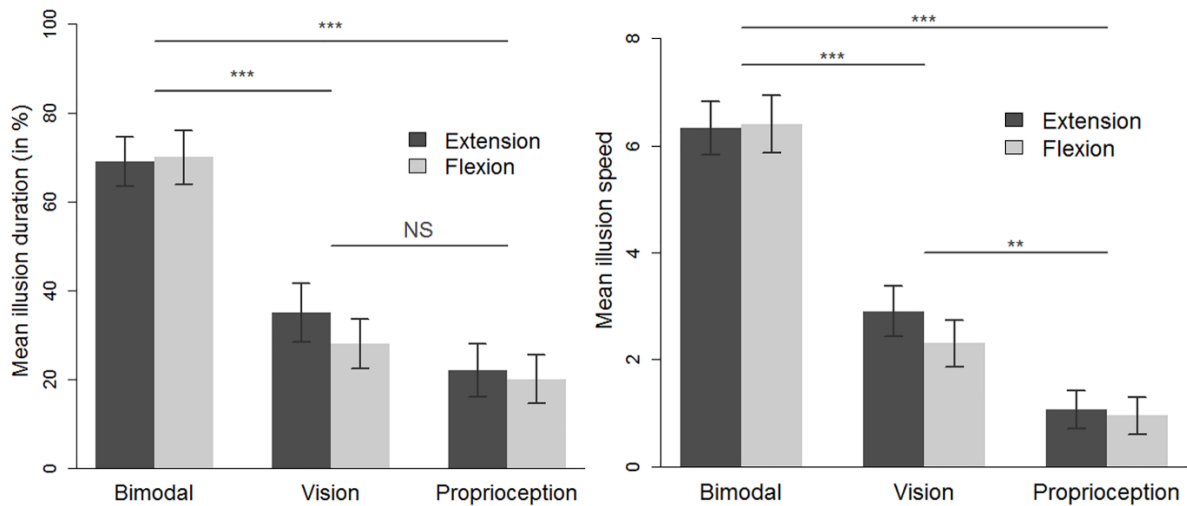 Mean illusion duration (in %)
100
80
60
40
20
0
***
***
NS
Extension
Flexion
Bimodal Vision Proprioception
Mean illusion speed
8
6
4
2
0
***
***
**
Extension
Flexion
Bimodal Vision Proprioception